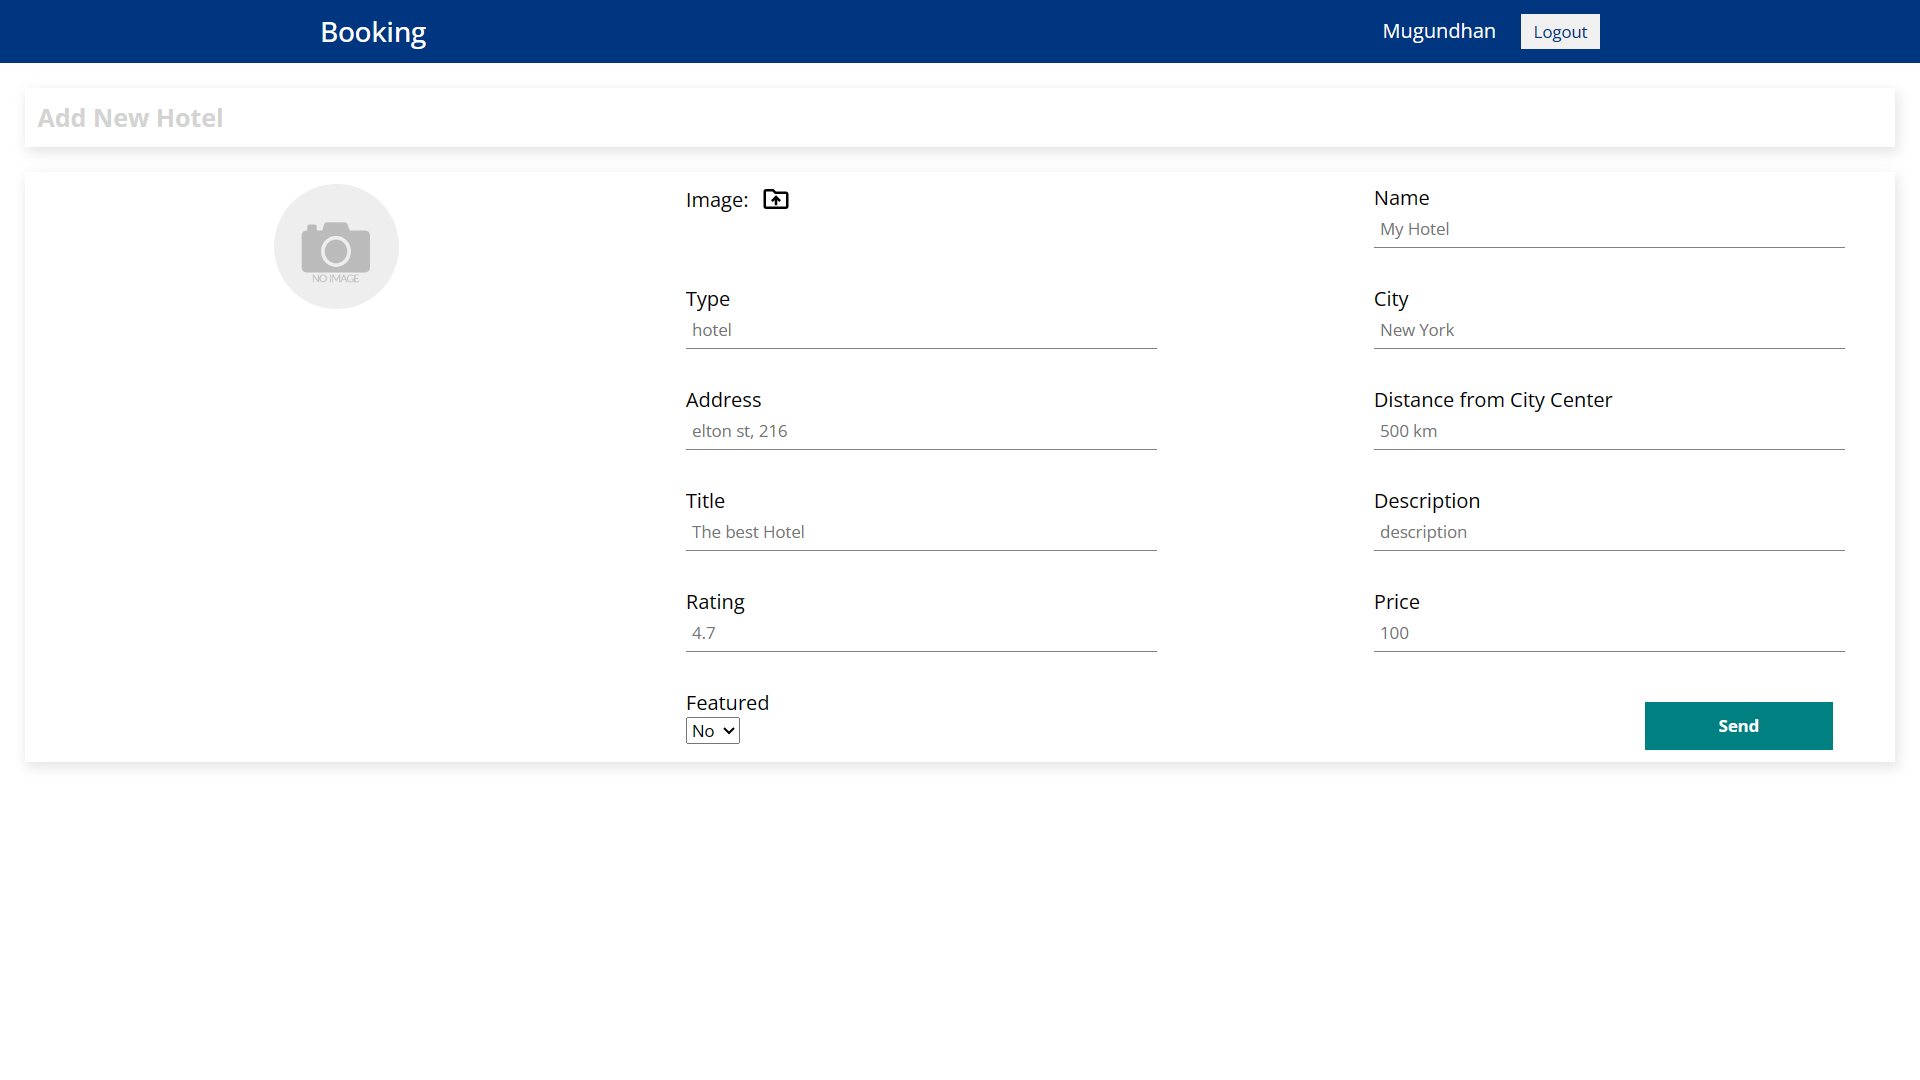 Booking
Mugundhan
Logout
Add New Hotel
NO IMAGE
Image:
Name
My Hotel
Type
hotel
City
New York
Address
elton st, 216
Distance from City Center
500 km
Title
The best Hotel
Description
description
Rating
4.7
Price
100
Featured
No
Send